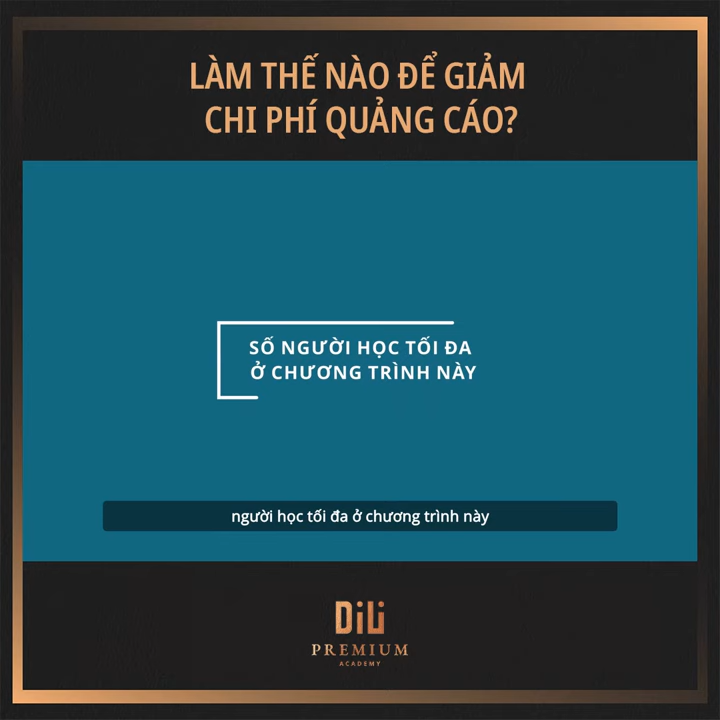 LÀM THẾ NÀO ĐỂ GIẢM
CHI PHÍ QUẢNG CÁO?
SỐ NGƯỜI HỌC TỐI ĐA
Ở CHƯƠNG TRÌNH NÀY
người học tối đa ở chương trình này
DiLi
PREMIUM
ACADEMY